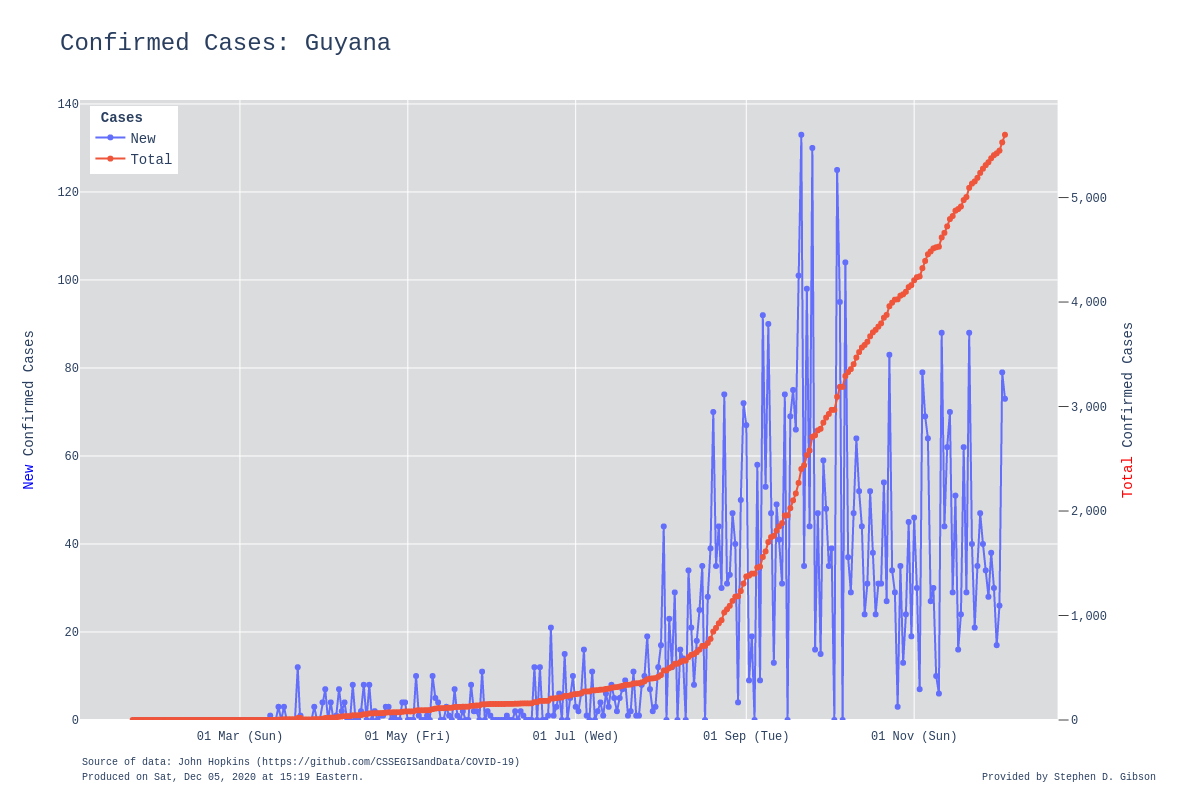 Confirmed Cases: Guyana
140
120
100
80
60
40
20
0
Cases
New
Total
5,000
4,000
3,000
2,000
1,000
0
New Confirmed Cases
Total Confirmed Cases
01 Mar (Sun)
01 May (Fri)
01 Jul (Wed)
01 Sep (Tue)
01 Nov (Sun)
Source of data: John Hopkins (https://github.com/CSSEGISandData/COVID-19)
Produced on Sat, Dec 05, 2020 at 15:19 Eastern.
Provided by Stephen D. Gibson